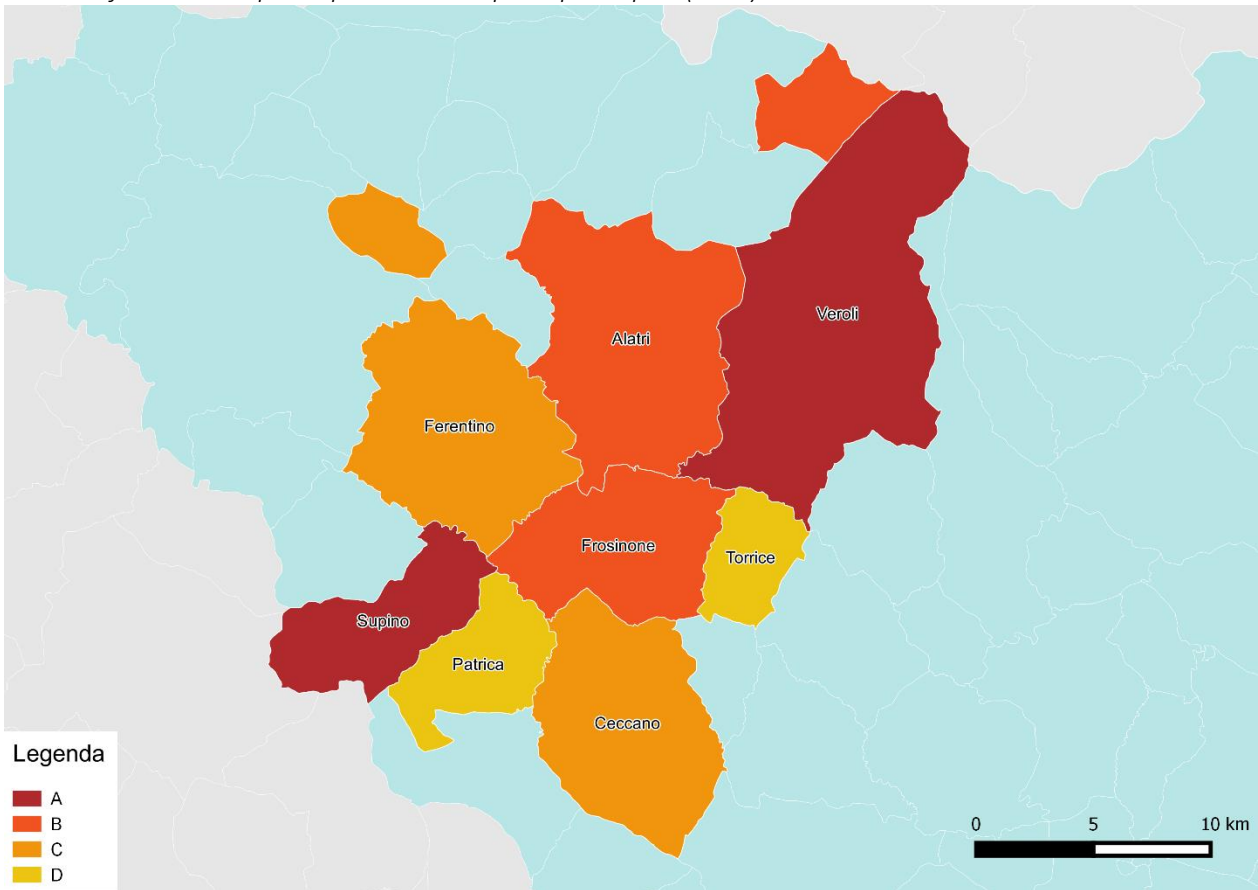 Veroli
Alatri
Ferentino
Frosinone
Torrice
Supino
Patrica
Ceccano
Legenda
A
B
C
D
0 5 10 km